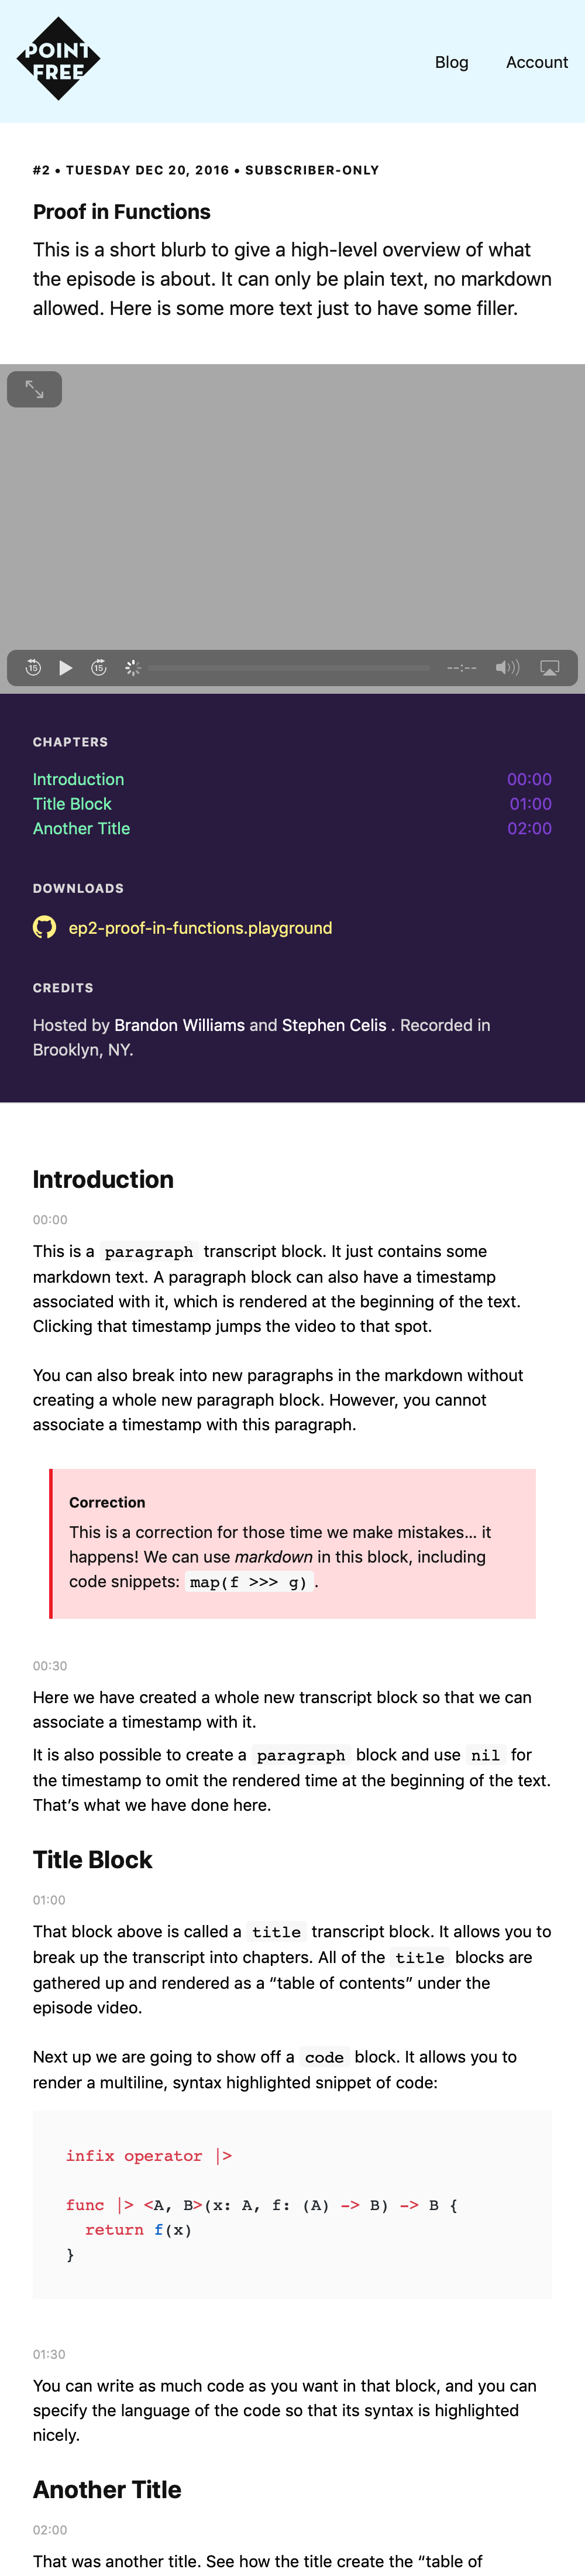 POINT
FREE
Blog
Account
#2 • TUESDAY DEC 20, 2016 • SUBSCRIBER-ONLY
Proof in Functions
This is a short blurb to give a high-level overview of what
the episode is about. It can only be plain text, no markdown
allowed. Here is some more text just to have some filler.
15
15
--:--
CHAPTERS
Introduction 00:00
Title Block 01:00
Another Title 02:00
DOWNLOADS
ep2-proof-in-functions.playground
CREDITS
Hosted by Brandon Williams and Stephen Celis . Recorded in
Brooklyn, NY.
Introduction
00:00
This is a paragraph transcript block. It just contains some
markdown text. A paragraph block can also have a timestamp
associated with it, which is rendered at the beginning of the text.
Clicking that timestamp jumps the video to that spot.
You can also break into new paragraphs in the markdown without
creating a whole new paragraph block. However, you cannot
associate a timestamp with this paragraph.
Correction
This is a correction for those time we make mistakes… it
happens! We can use markdown in this block, including
code snippets: map(f >>> g).
00:30
Here we have created a whole new transcript block so that we can
associate a timestamp with it.
It is also possible to create a paragraph block and use nil for
the timestamp to omit the rendered time at the beginning of the text.
That’s what we have done here.
Title Block
01:00
That block above is called a title transcript block. It allows you to
break up the transcript into chapters. All of the title blocks are
gathered up and rendered as a “table of contents” under the
episode video.
Next up we are going to show off a code block. It allows you to
render a multiline, syntax highlighted snippet of code:
infix operator |>
func |> <A, B>(x: A, f: (A) -> B) -> B {
  return f(x)
}
01:30
You can write as much code as you want in that block, and you can
specify the language of the code so that its syntax is highlighted
nicely.
Another Title
02:00
That was another title. See how the title create the “table of